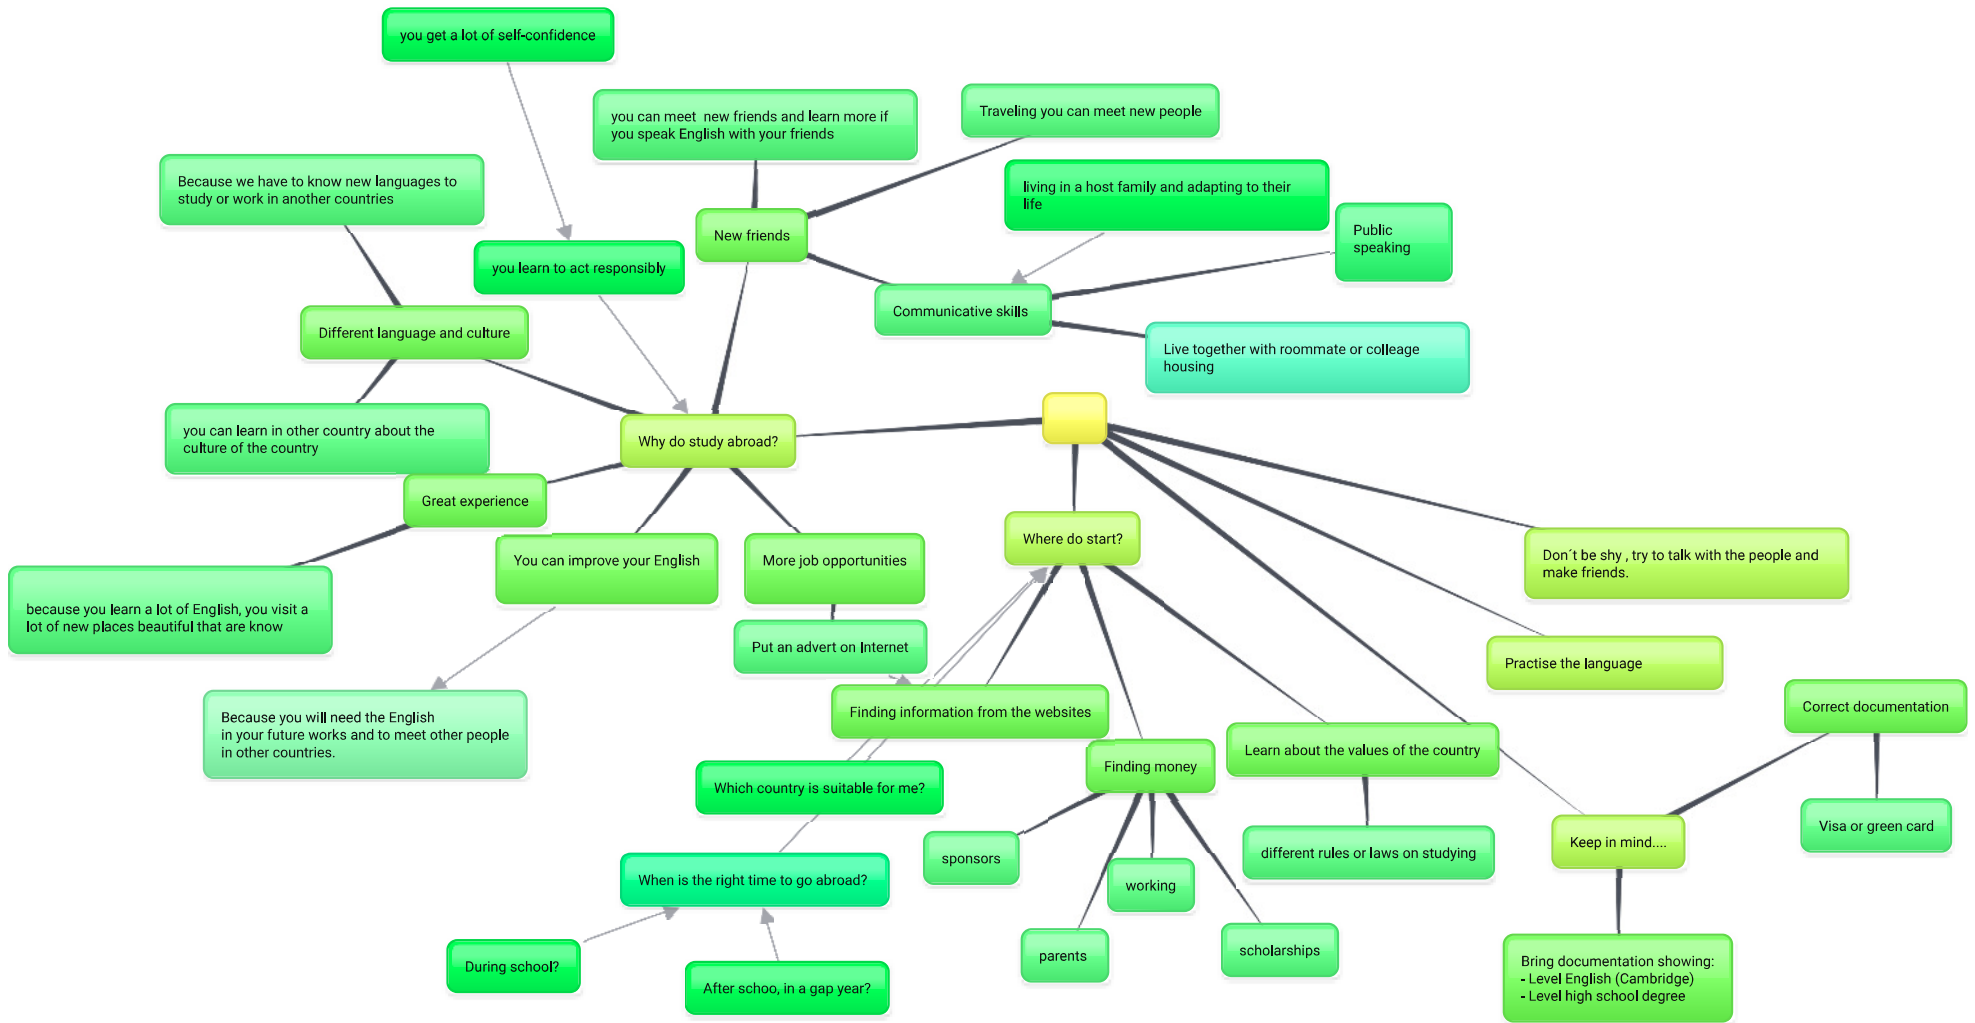 you get a lot of self-confidence
you can meet  new friends and learn more if
you speak English with your friends
Traveling you can meet new people
Because we have to know new languages to
study or work in another countries
living in a host family and adapting to their
life
Public
speaking
New friends
you learn to act responsibly
Communicative skills
Different language and culture
Live together with roommate or colleage
housing
you can learn in other country about the
culture of the country
Why do study abroad?
Great experience
Where do start?
You can improve your English
More job opportunities
Don´t be shy , try to talk with the people and
make friends.
because you learn a lot of English, you visit a
lot of new places beautiful that are know
Put an advert on Internet
Practise the language
Because you will need the English
in your future works and to meet other people
in other countries.
Finding information from the websites
Correct documentation
Learn about the values of the country
Finding money
Which country is suitable for me?
Visa or green card
Keep in mind....
sponsors
different rules or laws on studying
When is the right time to go abroad?
working
parents
scholarships
During school?
After schoo, in a gap year?
Bring documentation showing:
- Level English (Cambridge)
- Level high school degree